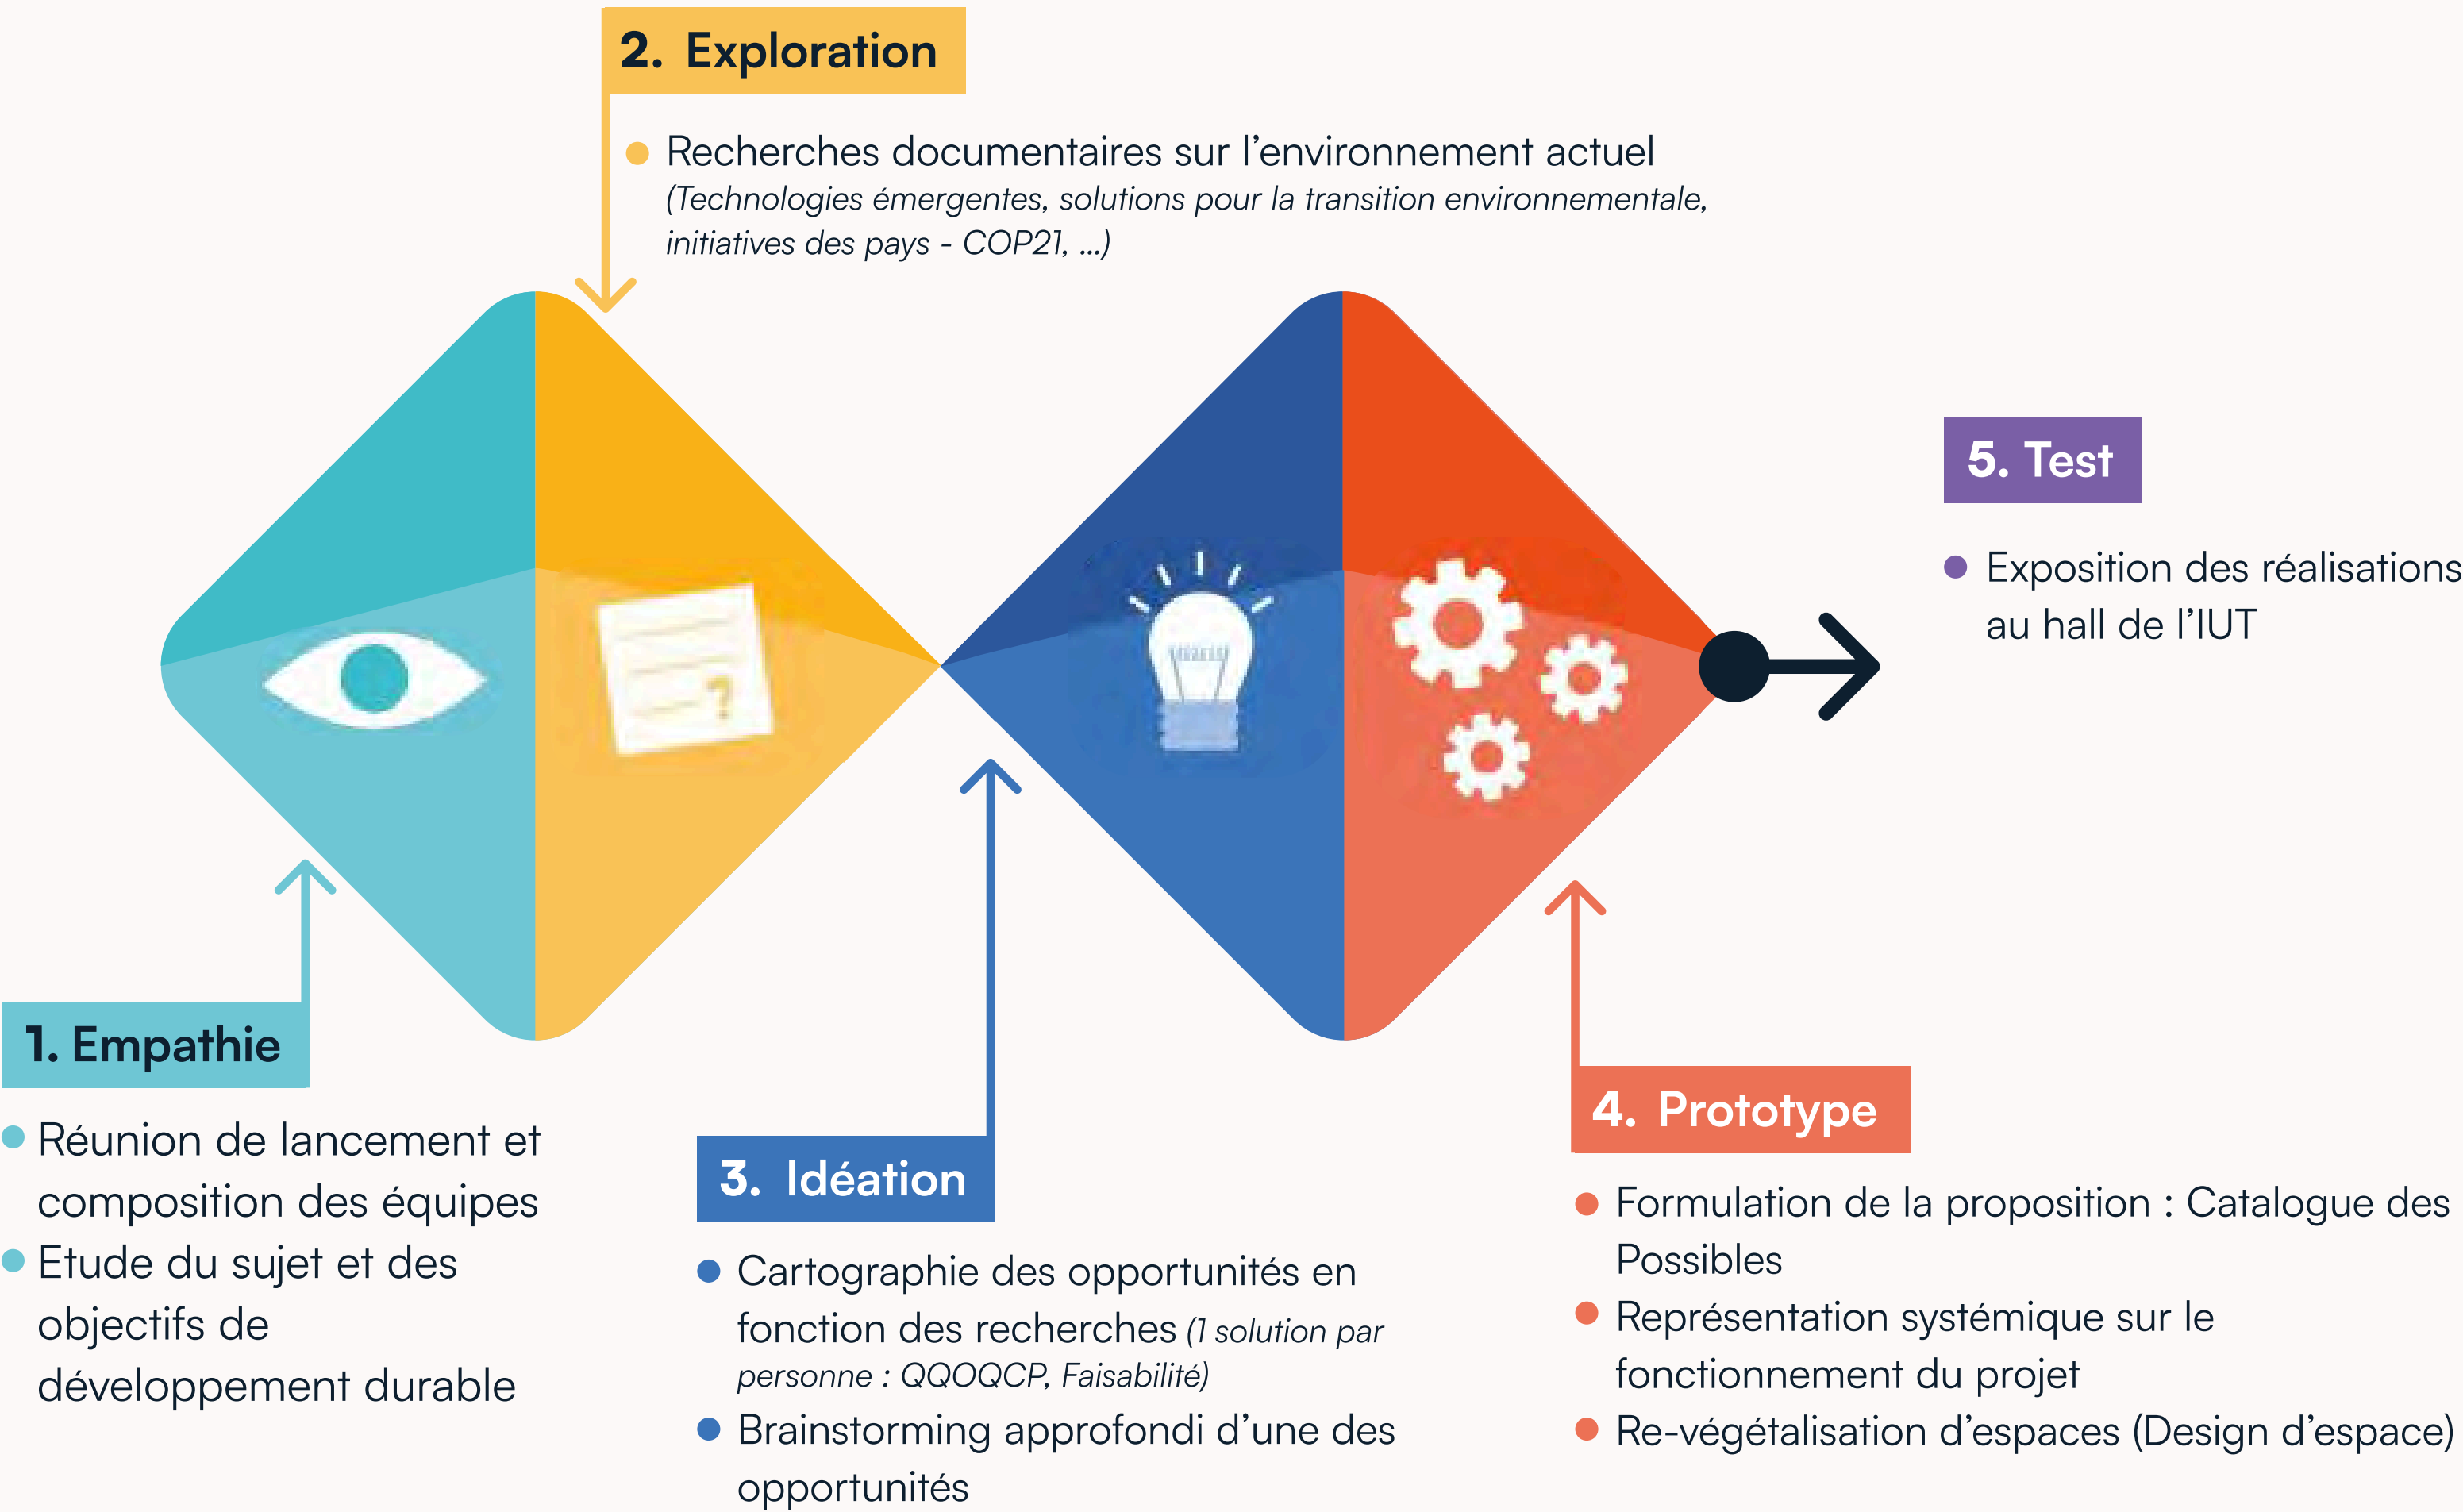 2. Exploration
Recherches documentaires sur l'environnement actuel
(Technologies émergentes, solutions pour la transition environnementale,
initiatives des pays - COP21, ...)
?
5. Test
Exposition des réalisations
au hall de l'IUT
1. Empathie
Réunion de lancement et
composition des équipes
Etude du sujet et des
objectifs de
développement durable
3. Idéation
Cartographie des opportunités en
fonction des recherches (1 solution par
personne : QQOQCP, Faisabilité)
Brainstorming approfondi d'une des
opportunités
4. Prototype
Formulation de la proposition : Catalogue des
Possibles
Représentation systémique sur le
fonctionnement du projet
Re-végétalisation d'espaces (Design d'espace)